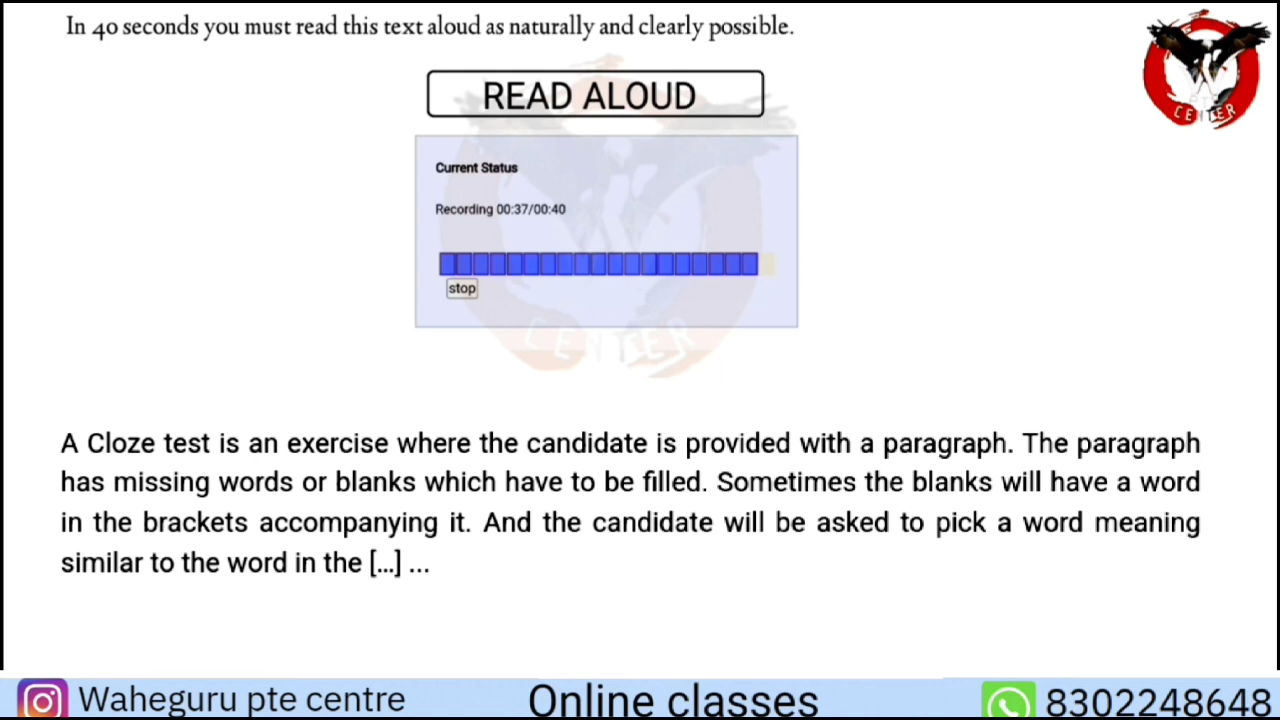 In 40 seconds you must read this text aloud as naturally and clearly possible.
READ ALOUD
CENTER
Current Status
Recording 00:37/00:40
stop
CENTER
A Cloze test is an exercise where the candidate is provided with a paragraph. The paragraph
has missing words or blanks which have to be filled. Sometimes the blanks will have a word
in the brackets accompanying it. And the candidate will be asked to pick a word meaning
similar to the word in the [...] ...
Waheguru pte centre
Online classes
8302248648